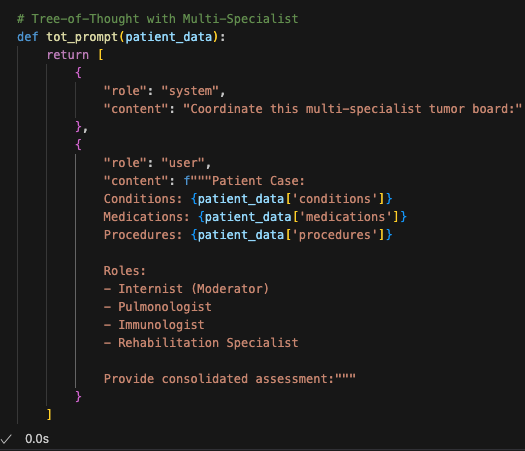 # Tree-of-Thought with Multi-Specialist
def tot_prompt(patient_data):
    return [
        {
            "role": "system",
            "content": "Coordinate this multi-specialist tumor board:"
        },
        {
            "role": "user",
            "content": f"""Patient Case:
            Conditions: {patient_data['conditions']}
            Medications: {patient_data['medications']}
            Procedures: {patient_data['procedures']}

            Roles:
            - Internist (Moderator)
            - Pulmonologist
            - Immunologist
            - Rehabilitation Specialist

            Provide consolidated assessment:"""
        }
    ]
✓ 0.0s